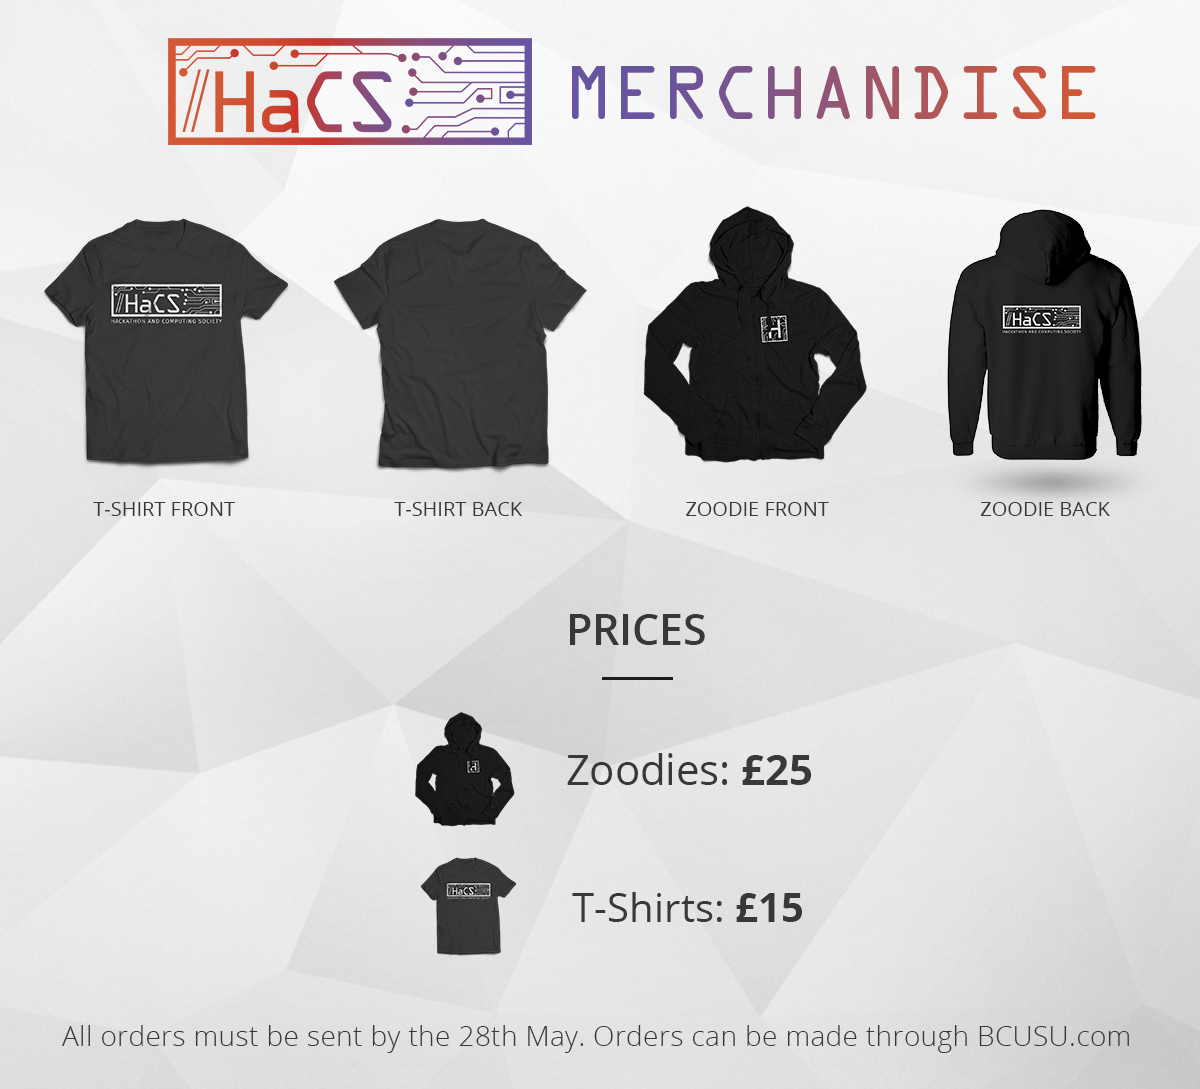 //HaCS MERCHANDISE
//HaCS
HACKATHON AND COMPUTING SOCIETY
H
//HaCS
HACKATHON AND COMPUTING SOCIETY
T-SHIRT FRONT
T-SHIRT BACK
ZOODIE FRONT
ZOODIE BACK
PRICES
Zoodies: £25
//HaCS
T-Shirts: £15
All orders must be sent by the 28th May. Orders can be made through BCUSU.com